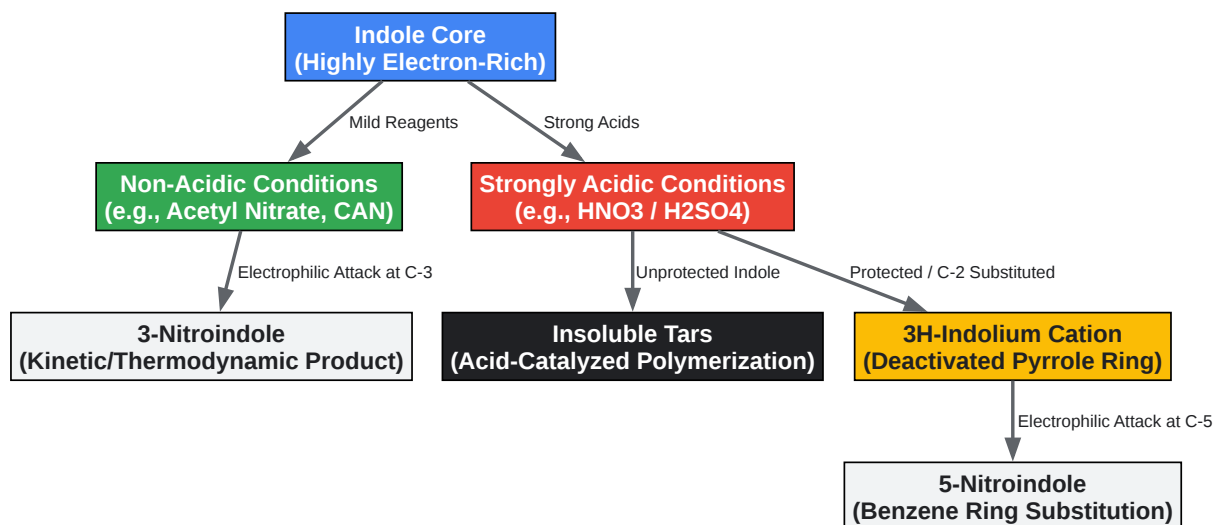 Indole Core
(Highly Electron-Rich)
Mild Reagents
Strong Acids
Non-Acidic Conditions
(e.g., Acetyl Nitrate, CAN)
Strongly Acidic Conditions
(e.g., HNO3 / H2SO4)
Electrophilic Attack at C-3
Unprotected Indole
Protected / C-2 Substituted
3-Nitroindole
(Kinetic/Thermodynamic Product)
Insoluble Tars
(Acid-Catalyzed Polymerization)
3H-Indolium Cation
(Deactivated Pyrrole Ring)
Electrophilic Attack at C-5
5-Nitroindole
(Benzene Ring Substitution)